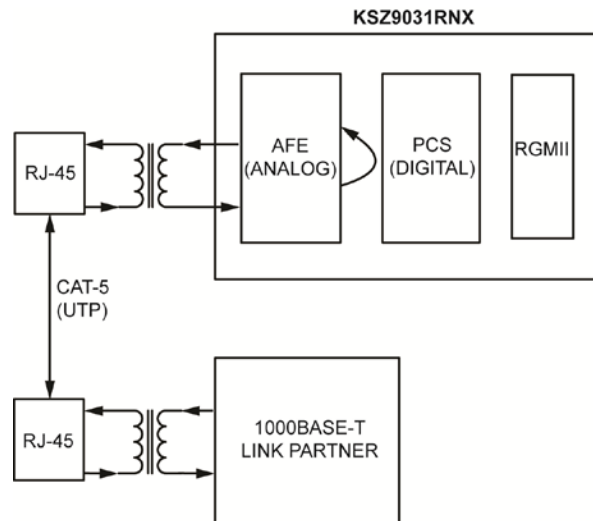 KSZ9031RNX
RJ-45
AFE
(ANALOG)
PCS
(DIGITAL)
RGMII
CAT-5
(UTP)
RJ-45
1000BASE-T
LINK PARTNER